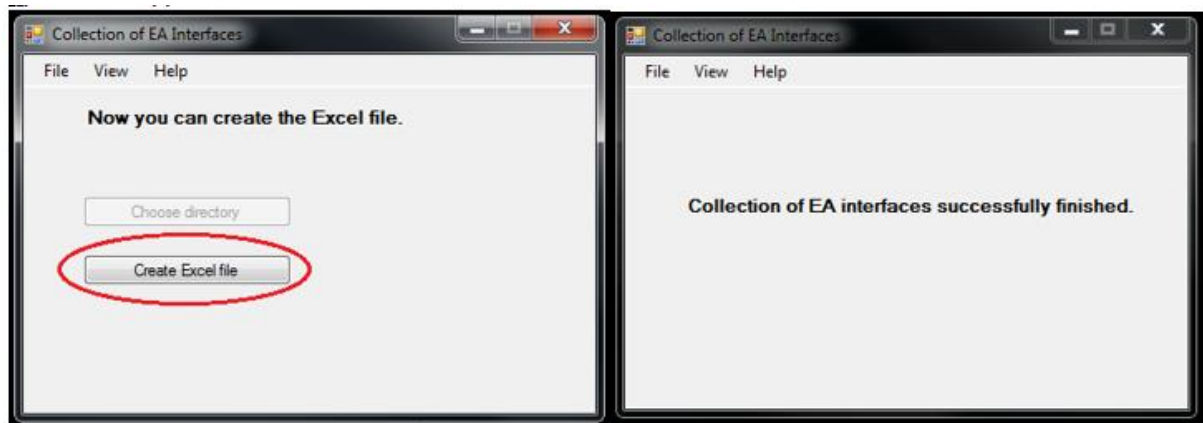 Collection of EA Interfaces
File View Help
Now you can create the Excel file.
Choose directory
Create Excel file
Collection of EA Interfaces
File View Help
Collection of EA interfaces successfully finished.